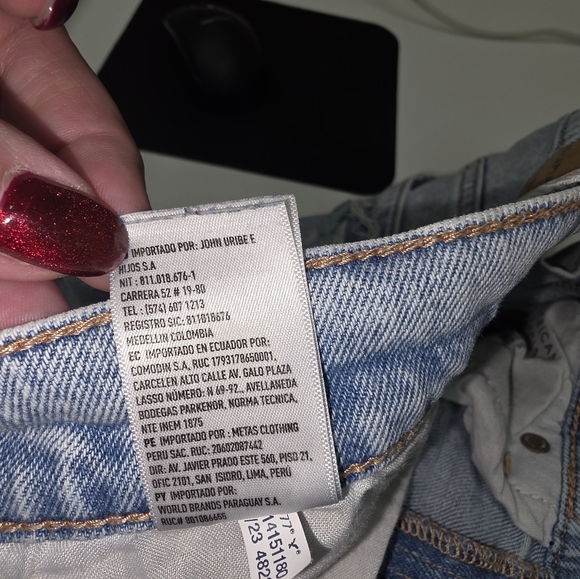 IMPORTADO POR: JOHN URIBE E
HIJOS S.A
NIT : 811.018.676-1
CARRERA 52 # 19-80
TEL : (574) 607 1213
REGISTRO SIC: 811018676
MEDELLIN COLOMBIA
EC IMPORTADO EN ECUADOR POR:
COMODIN S.A, RUC 1793178650001,
CARCELEN ALTO CALLE AV, GALO PLAZA
LASSO NÚMERO: N 69-92., AVELLANEDA
BODEGAS PARKENOR, NORMA TECNICA,
NTE INEM 1875
PE IMPORTADO POR : METAS CLOTHING
PERU SAC, RUC: 20602087442
DIR: AV. JAVIER PRADO ESTE 560, PISO 21,
OFIC 2101, SAN ISIDRO, LIMA, PERÚ
PY IMPORTADO POR:
WORLD BRANDS PARAGUAY S.A.
RUC# 801086655